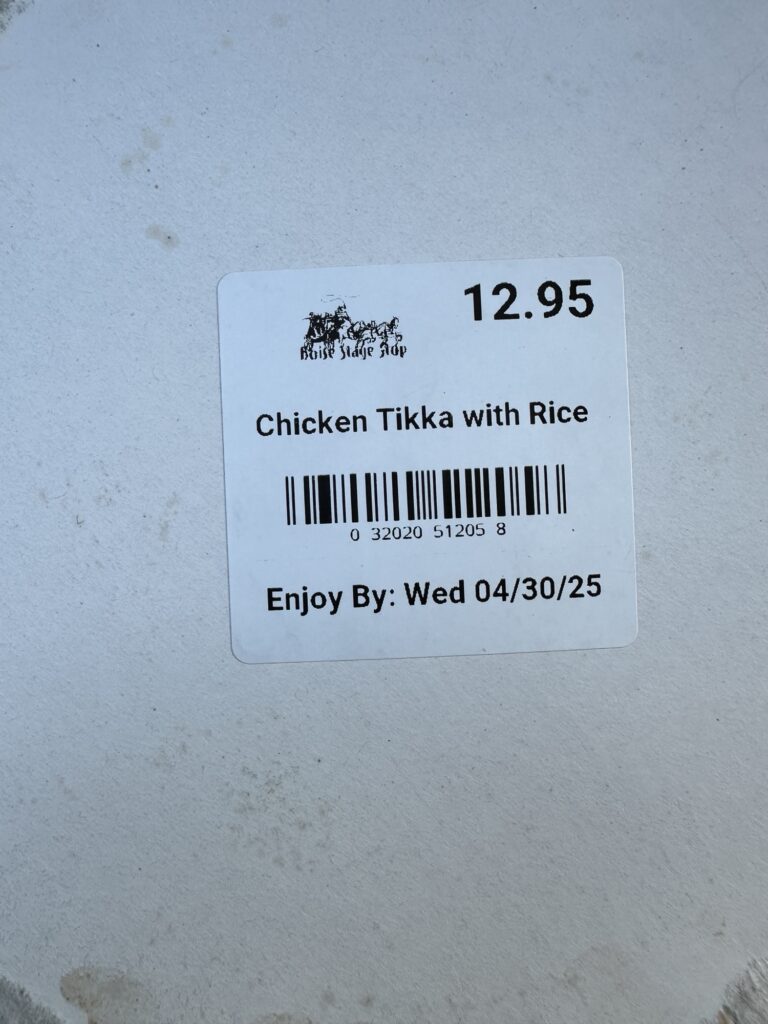 12.95
Boise Stage Stop
Chicken Tikka with Rice
0 32020 51205 8
Enjoy By: Wed 04/30/25